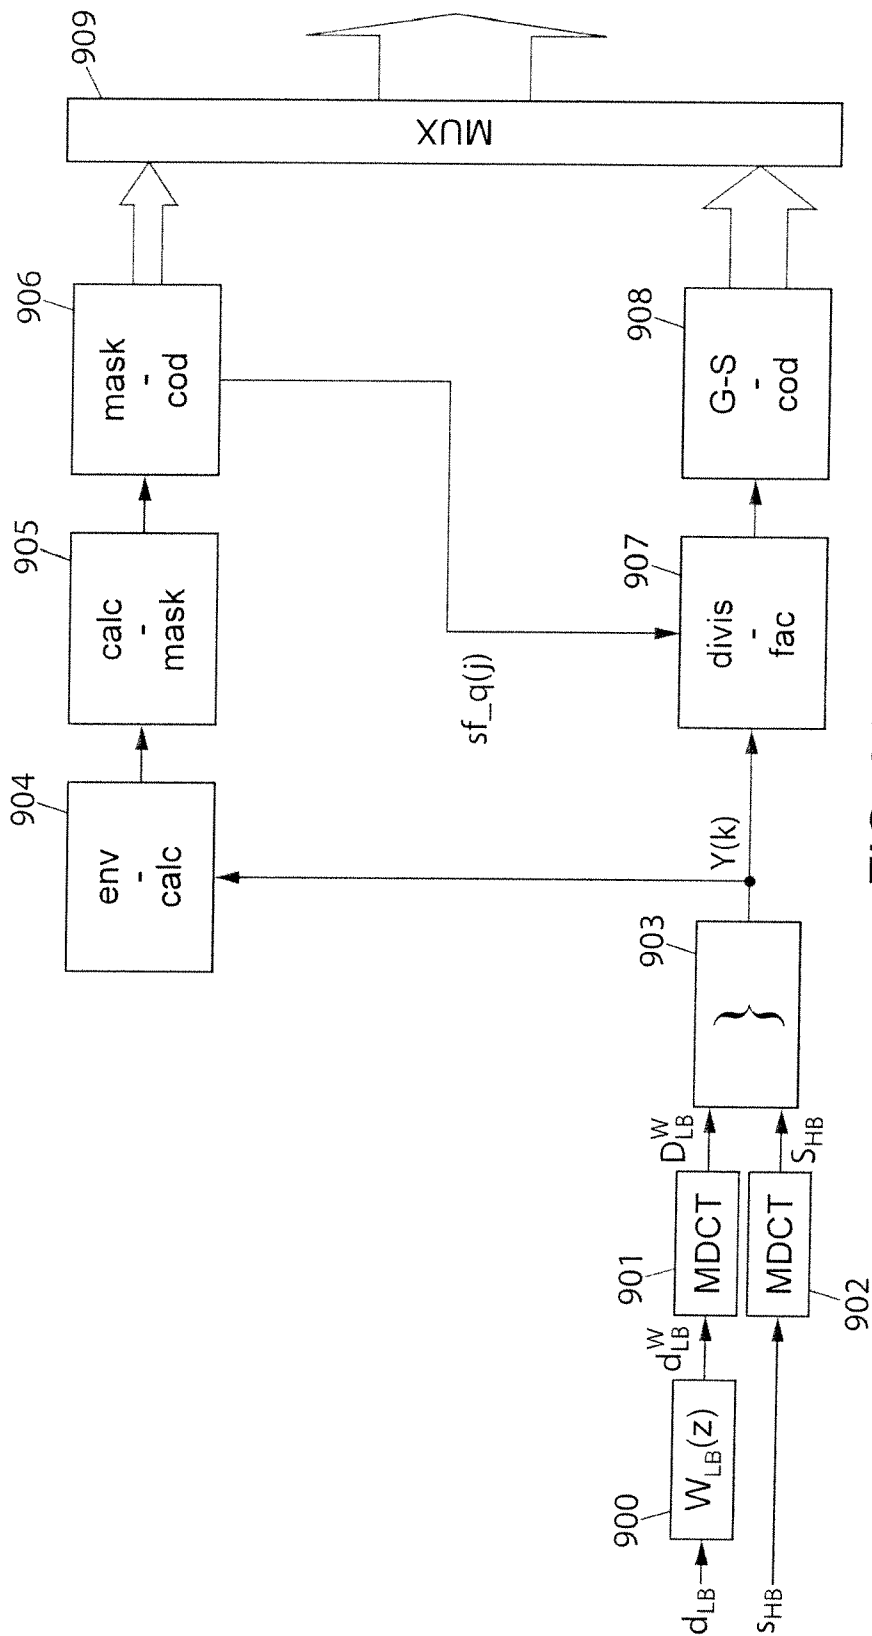 904
env
-
calc
905
calc
-
mask
906
mask
-
cod
909
MUX
sf_q(j)
900
d_LB
W_LB(z)
d^W_LB
901
MDCT
D^W_LB
s_HB
902
MDCT
S_HB
903
}
Y(k)
907
divis
-
fac
908
G-S
-
cod